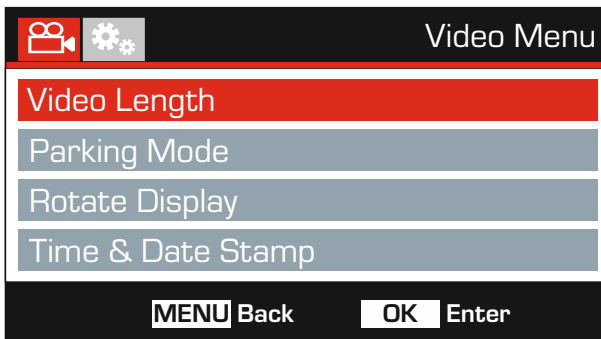 Video Menu
Video Length
Parking Mode
Rotate Display
Time & Date Stamp
MENU Back OK Enter